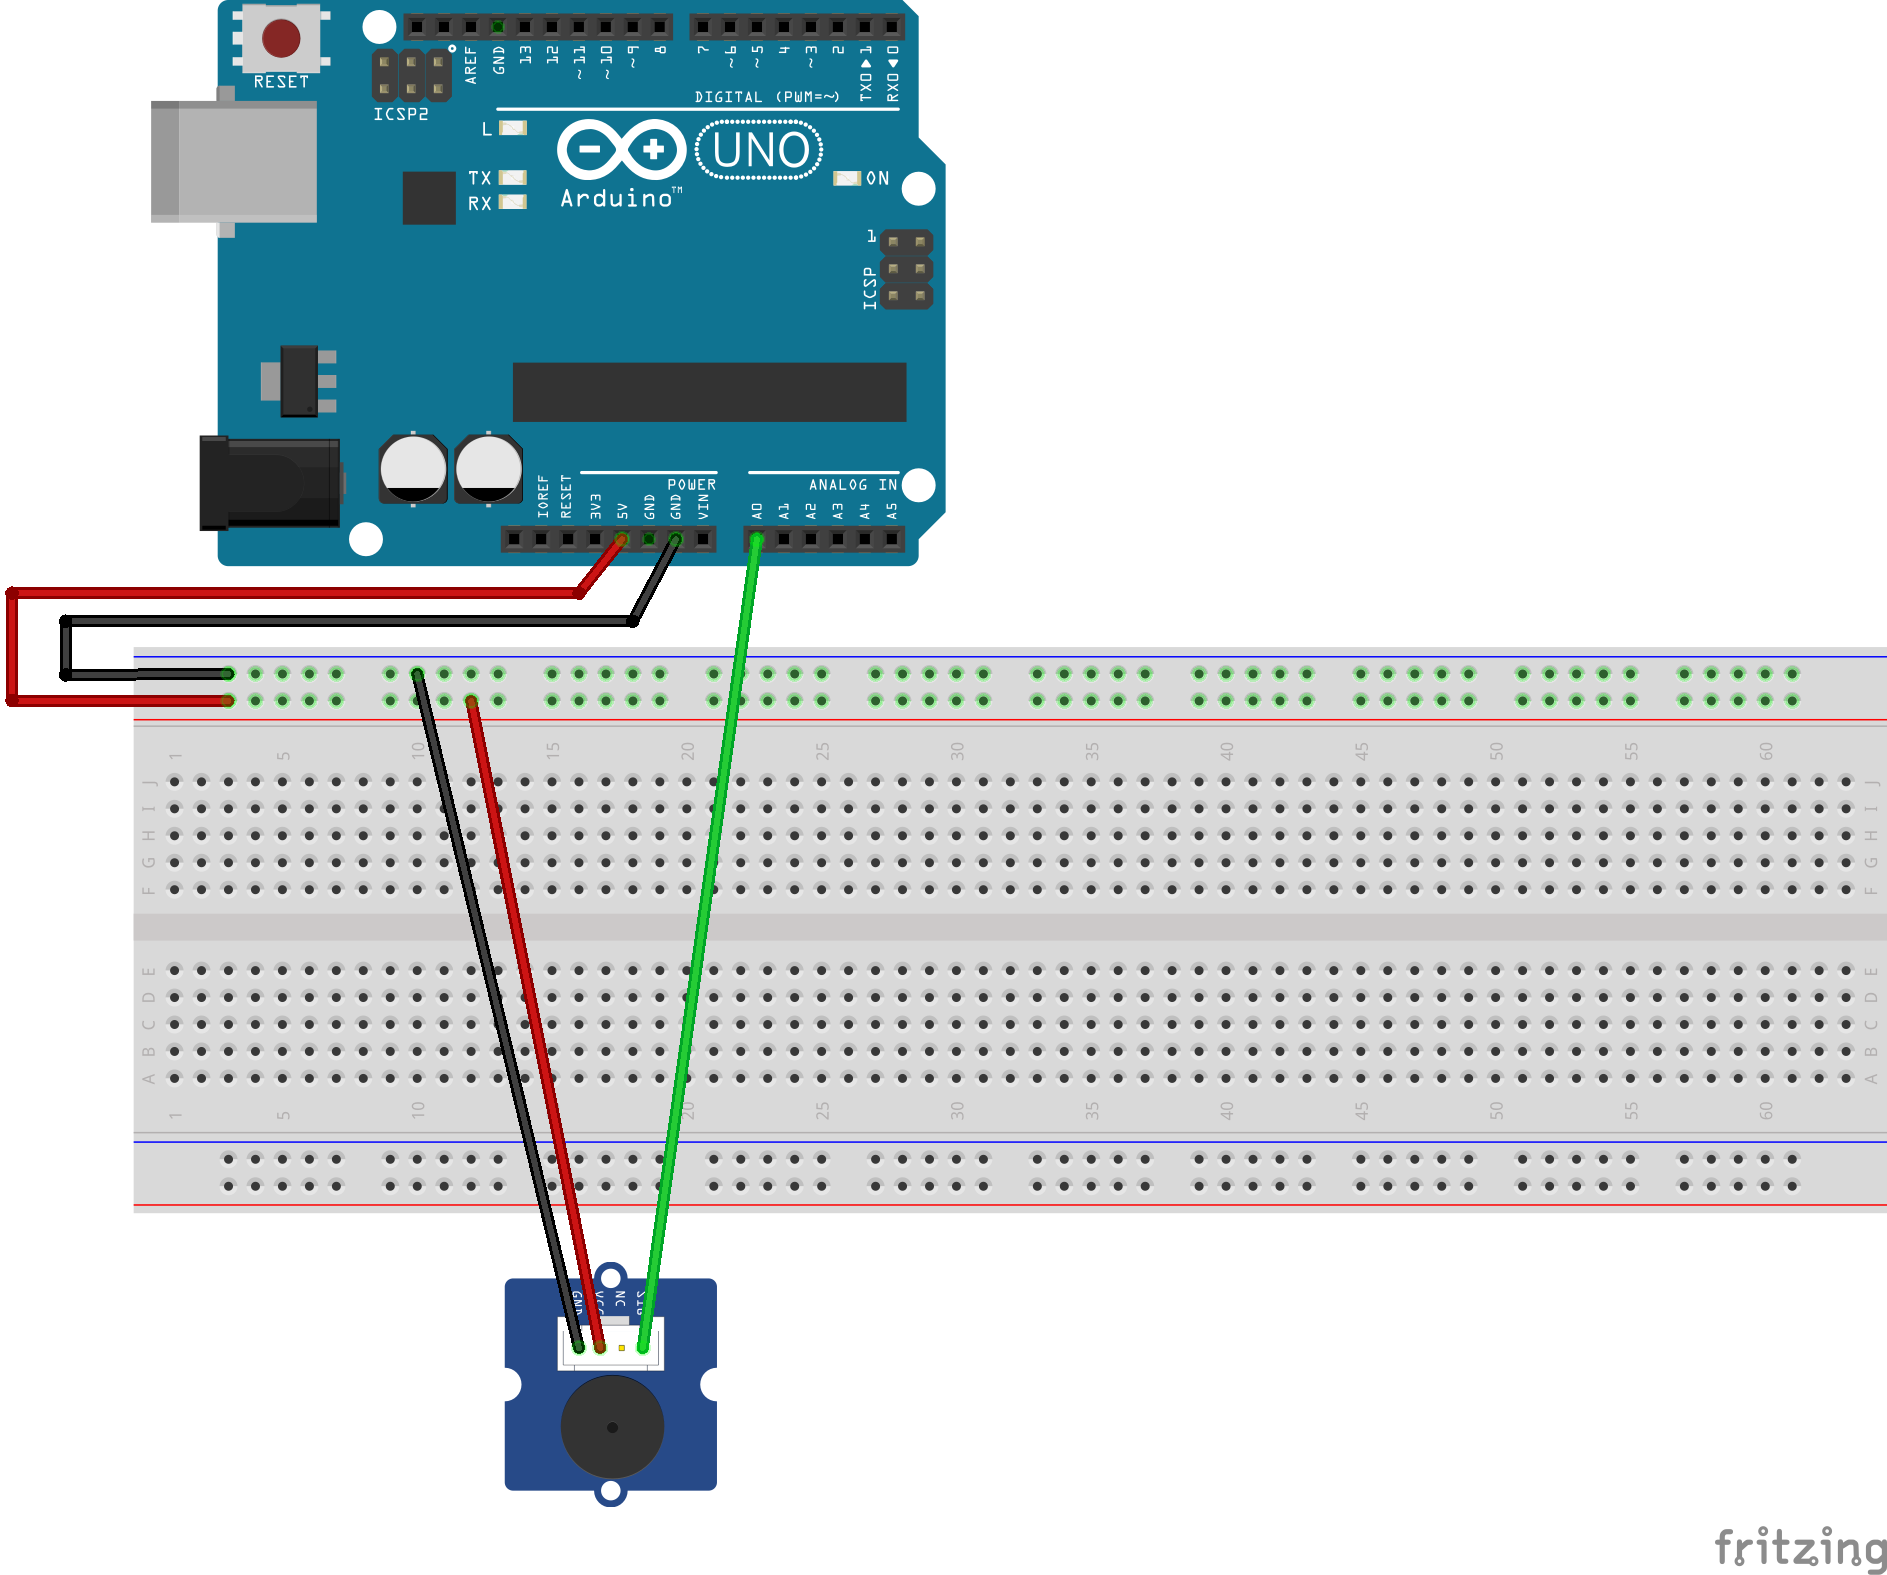 RESET
ICSP2
AREF
GND
13
12
~11
~10
~9
8
7
~6
~5
4
~3
2
TX0 ▶ 1
RX0 ◀ 0
DIGITAL (PWM=~)
L
TX
RX
Arduino™
UNO
ON
1
ICSP
IOREF
RESET
3V3
5V
GND
GND
VIN
POWER
A0
A1
A2
A3
A4
A5
ANALOG IN
1 5 10 15 20 25 30 35 40 45 50 55 60
J J
I I
H H
G G
F F
E E
D D
C C
B B
A A
1 5 10 20 25 30 35 40 45 50 55 60
GND
VCC
NC
SIG
fritzing